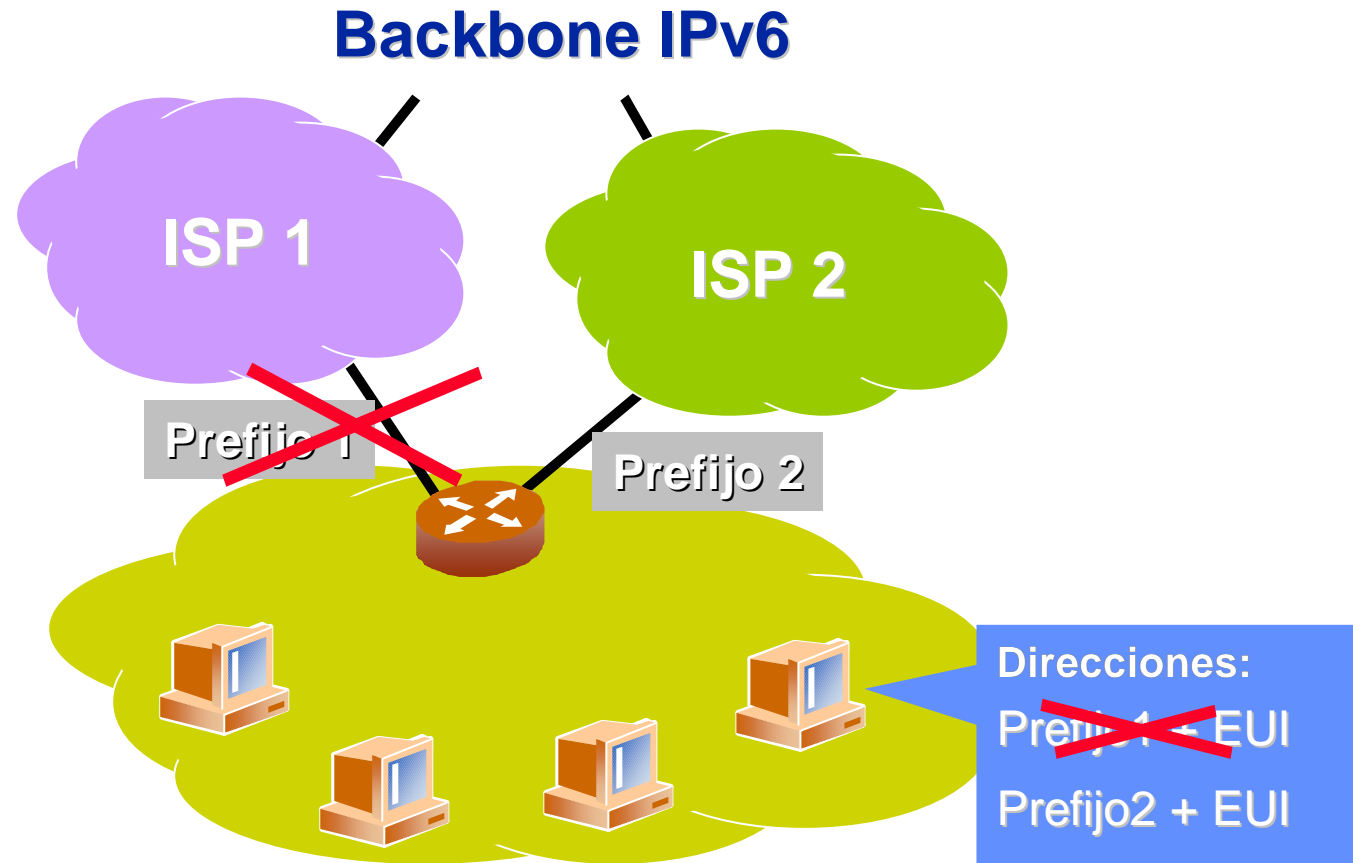 Backbone IPv6
ISP 1
ISP 2
Prefijo 1
Prefijo 2
Direcciones:
Prefijo1 + EUI
Prefijo2 + EUI